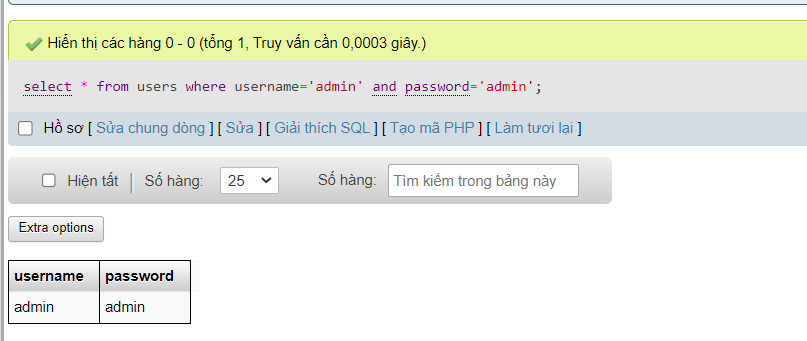 Hiển thị các hàng 0 - 0 (tổng 1, Truy vấn cần 0,0003 giây.)
select * from users where username='admin' and password='admin';
Hồ sơ [ Sửa chung dòng ] [ Sửa ] [ Giải thích SQL ] [ Tạo mã PHP ] [ Làm tươi lại ]
Hiện tất | Số hàng: 25 Số hàng: Tìm kiếm trong bảng này
Extra options
username password
admin admin